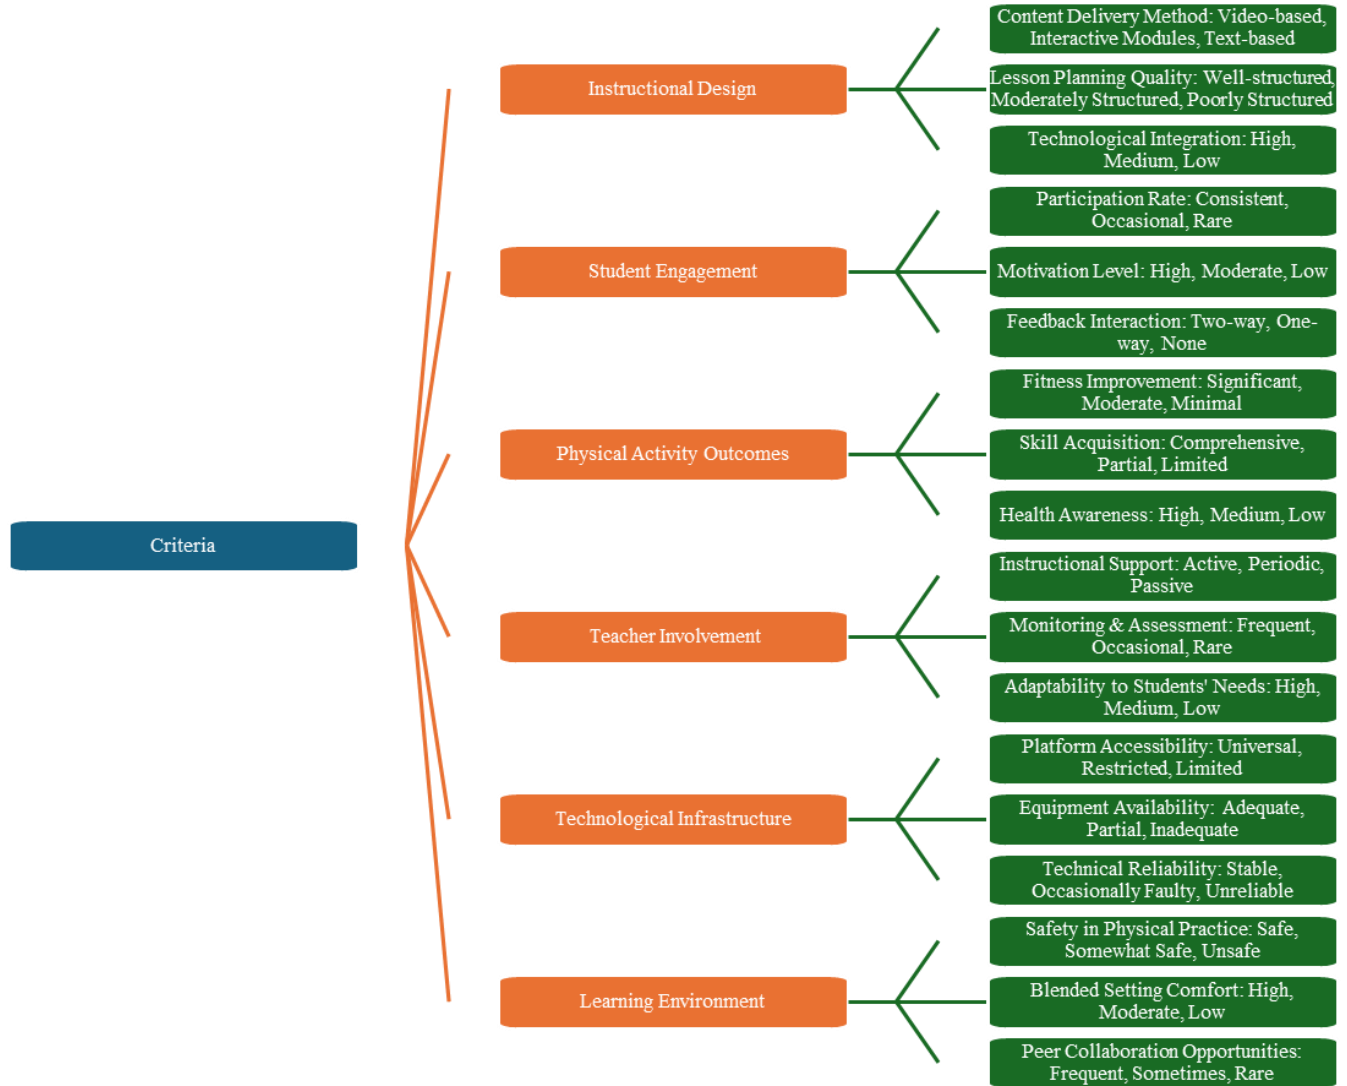 Criteria
Instructional Design
Content Delivery Method: Video-based,
Interactive Modules, Text-based
Lesson Planning Quality: Well-structured,
Moderately Structured, Poorly Structured
Technological Integration: High,
Medium, Low
Student Engagement
Participation Rate: Consistent,
Occasional, Rare
Motivation Level: High, Moderate, Low
Feedback Interaction: Two-way, One-
way, None
Physical Activity Outcomes
Fitness Improvement: Significant,
Moderate, Minimal
Skill Acquisition: Comprehensive,
Partial, Limited
Health Awareness: High, Medium, Low
Teacher Involvement
Instructional Support: Active, Periodic,
Passive
Monitoring & Assessment: Frequent,
Occasional, Rare
Adaptability to Students' Needs: High,
Medium, Low
Technological Infrastructure
Platform Accessibility: Universal,
Restricted, Limited
Equipment Availability: Adequate,
Partial, Inadequate
Technical Reliability: Stable,
Occasionally Faulty, Unreliable
Learning Environment
Safety in Physical Practice: Safe,
Somewhat Safe, Unsafe
Blended Setting Comfort: High,
Moderate, Low
Peer Collaboration Opportunities:
Frequent, Sometimes, Rare